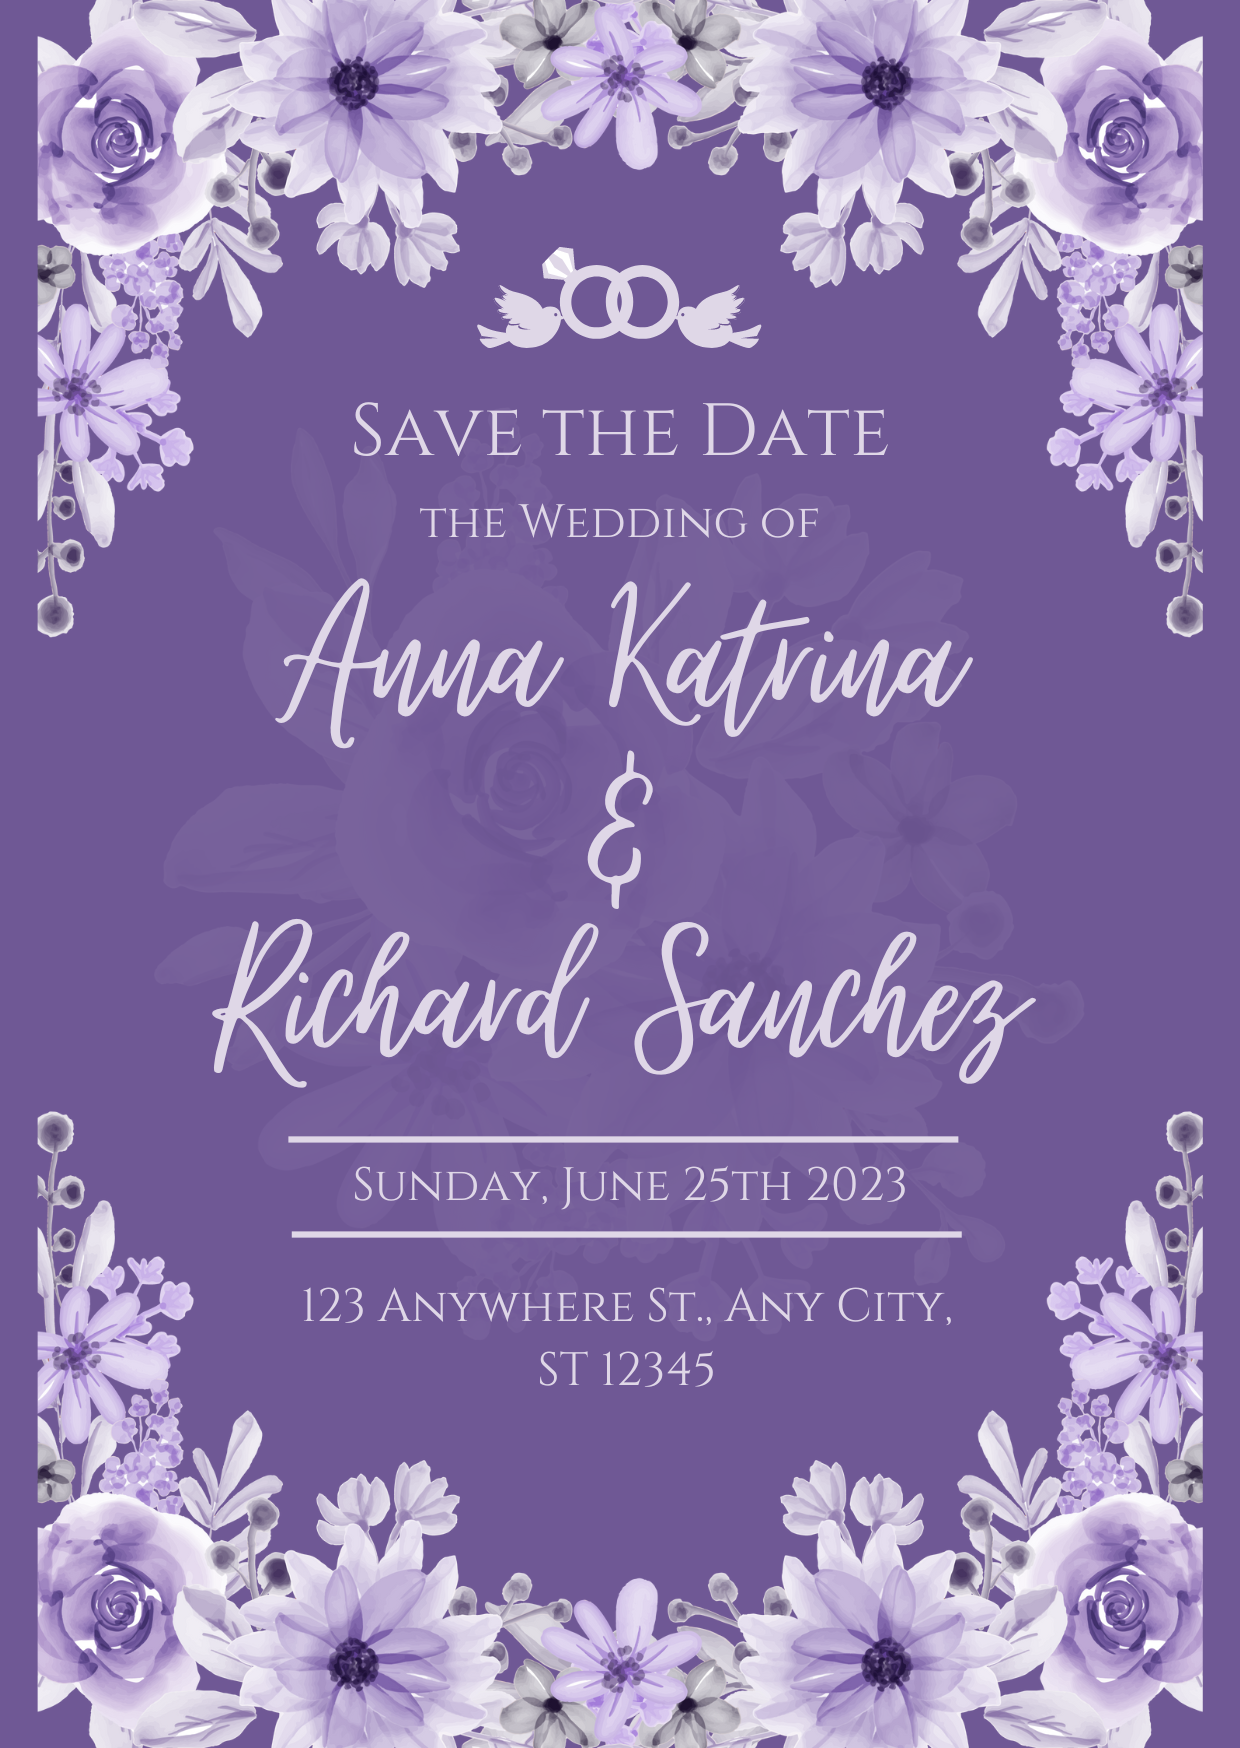 Save the Date
the Wedding of
Anna Katrina
&
Richard Sanchez
Sunday, June 25th 2023
123 Anywhere St., Any City,
ST 12345